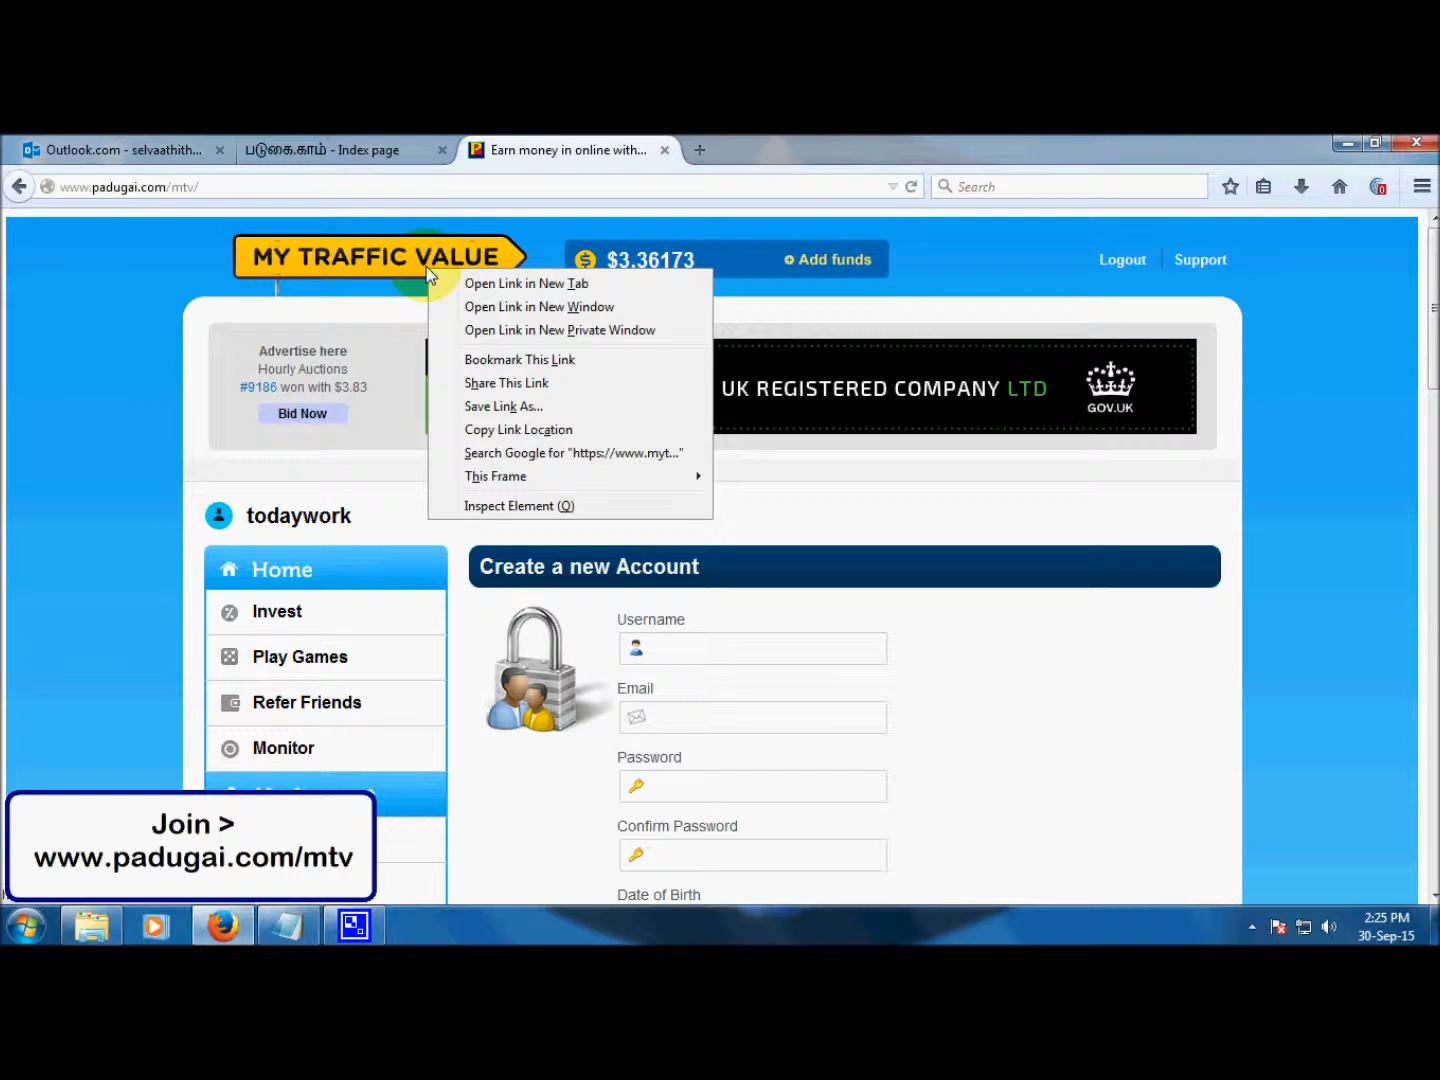 Outlook.com - selvaathith...
படுகை.காம் - Index page
Earn money in online with...
www.padugai.com/mtv/
Search
MY TRAFFIC VALUE
$3.36173
Add funds
Logout
Support
Open Link in New Tab
Open Link in New Window
Open Link in New Private Window
Bookmark This Link
Share This Link
Save Link As...
Copy Link Location
Search Google for "https://www.myt..."
This Frame
Inspect Element (Q)
Advertise here
Hourly Auctions
#9186 won with $3.83
Bid Now
UK REGISTERED COMPANY LTD
GOV.UK
todaywork
Home
Invest
Play Games
Refer Friends
Monitor
Create a new Account
Username
Email
Password
Confirm Password
Date of Birth
Join >
www.padugai.com/mtv
2:25 PM
30-Sep-15